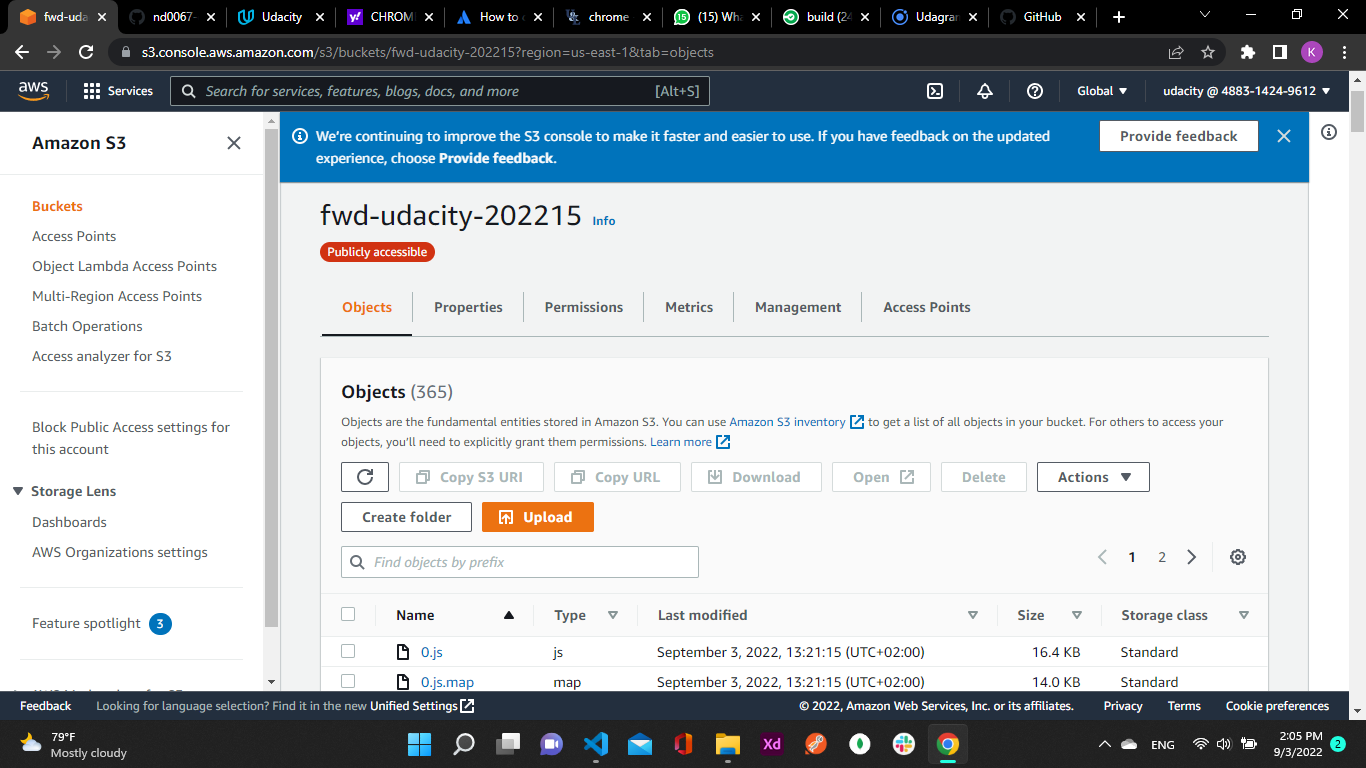 fwd-uda
nd0067-
Udacity
CHROMI
How to c
chrome
(15) Wha
build (24
Udagran
GitHub
s3.console.aws.amazon.com/s3/buckets/fwd-udacity-202215?region=us-east-1&tab=objects
K
aws
Services
Search for services, features, blogs, docs, and more
[Alt+S]
Global
udacity @ 4883-1424-9612
Amazon S3
Buckets
Access Points
Object Lambda Access Points
Multi-Region Access Points
Batch Operations
Access analyzer for S3
Block Public Access settings for
this account
Storage Lens
Dashboards
AWS Organizations settings
Feature spotlight 3
We're continuing to improve the S3 console to make it faster and easier to use. If you have feedback on the updated
experience, choose Provide feedback.
Provide feedback
fwd-udacity-202215 Info
Publicly accessible
Objects
Properties
Permissions
Metrics
Management
Access Points
Objects (365)
Objects are the fundamental entities stored in Amazon S3. You can use Amazon S3 inventory to get a list of all objects in your bucket. For others to access your
objects, you'll need to explicitly grant them permissions. Learn more
Copy S3 URI
Copy URL
Download
Open
Delete
Actions
Create folder
Upload
Find objects by prefix
1 2
Name Type Last modified Size Storage class
0.js js September 3, 2022, 13:21:15 (UTC+02:00) 16.4 KB Standard
0.js.map map September 3, 2022, 13:21:15 (UTC+02:00) 14.0 KB Standard
Feedback
Looking for language selection? Find it in the new Unified Settings
© 2022, Amazon Web Services, Inc. or its affiliates.
Privacy
Terms
Cookie preferences
79°F
Mostly cloudy
Xd
ENG
2:05 PM
9/3/2022
2